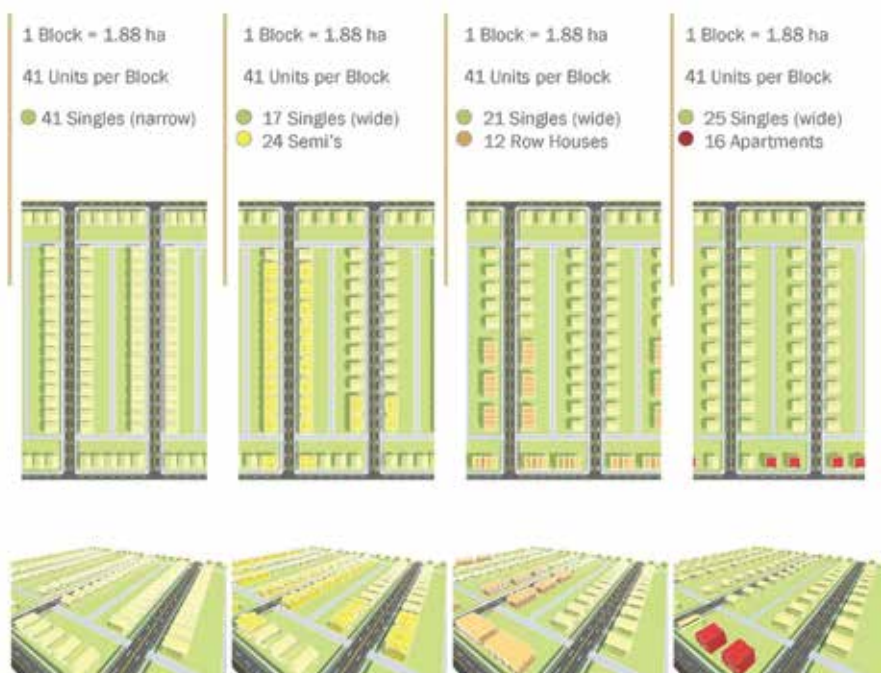 1 Block = 1.88 ha
41 Units per Block
41 Singles (narrow)
1 Block = 1.88 ha
41 Units per Block
17 Singles (wide)
24 Semi's
1 Block = 1.88 ha
41 Units per Block
21 Singles (wide)
12 Row Houses
1 Block = 1.88 ha
41 Units per Block
25 Singles (wide)
16 Apartments